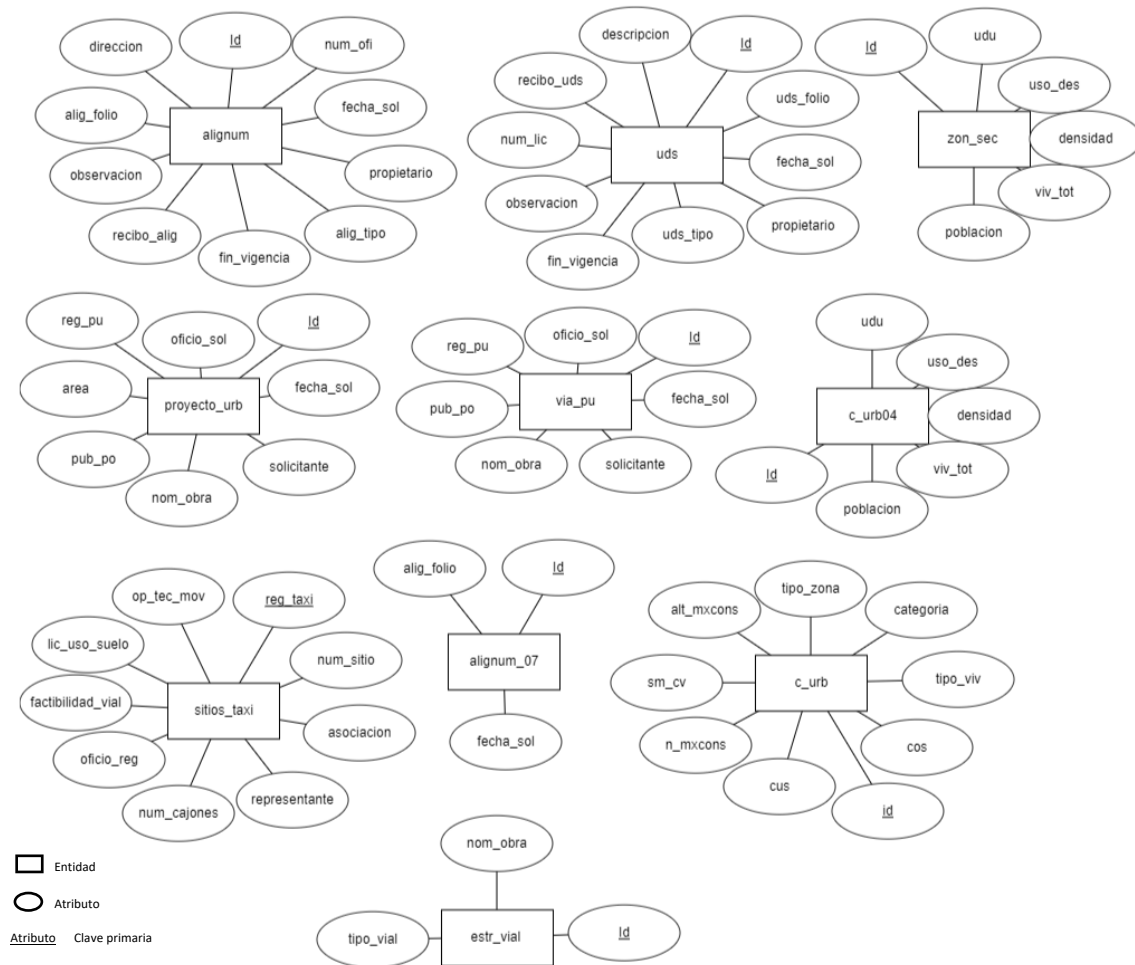 direccion
Id
num_ofi
alig_folio
fecha_sol
alignum
observacion
propietario
recibo_alig
alig_tipo
fin_vigencia
descripcion
Id
recibo_uds
uds_folio
num_lic
uds
fecha_sol
observacion
propietario
uds_tipo
fin_vigencia
Id
udu
uso_des
zon_sec
densidad
viv_tot
poblacion
reg_pu
oficio_sol
Id
area
fecha_sol
proyecto_urb
pub_po
solicitante
nom_obra
reg_pu
oficio_sol
Id
pub_po
via_pu
fecha_sol
nom_obra
solicitante
udu
uso_des
c_urb04
densidad
viv_tot
Id
poblacion
op_tec_mov
reg_taxi
lic_uso_suelo
num_sitio
factibilidad_vial
sitios_taxi
asociacion
oficio_reg
num_cajones
representante
alig_folio
Id
alignum_07
fecha_sol
tipo_zona
alt_mxcons
categoria
sm_cv
c_urb
tipo_viv
n_mxcons
cos
cus
id
nom_obra
tipo_vial
estr_vial
Id
Entidad
Atributo
Atributo Clave primaria